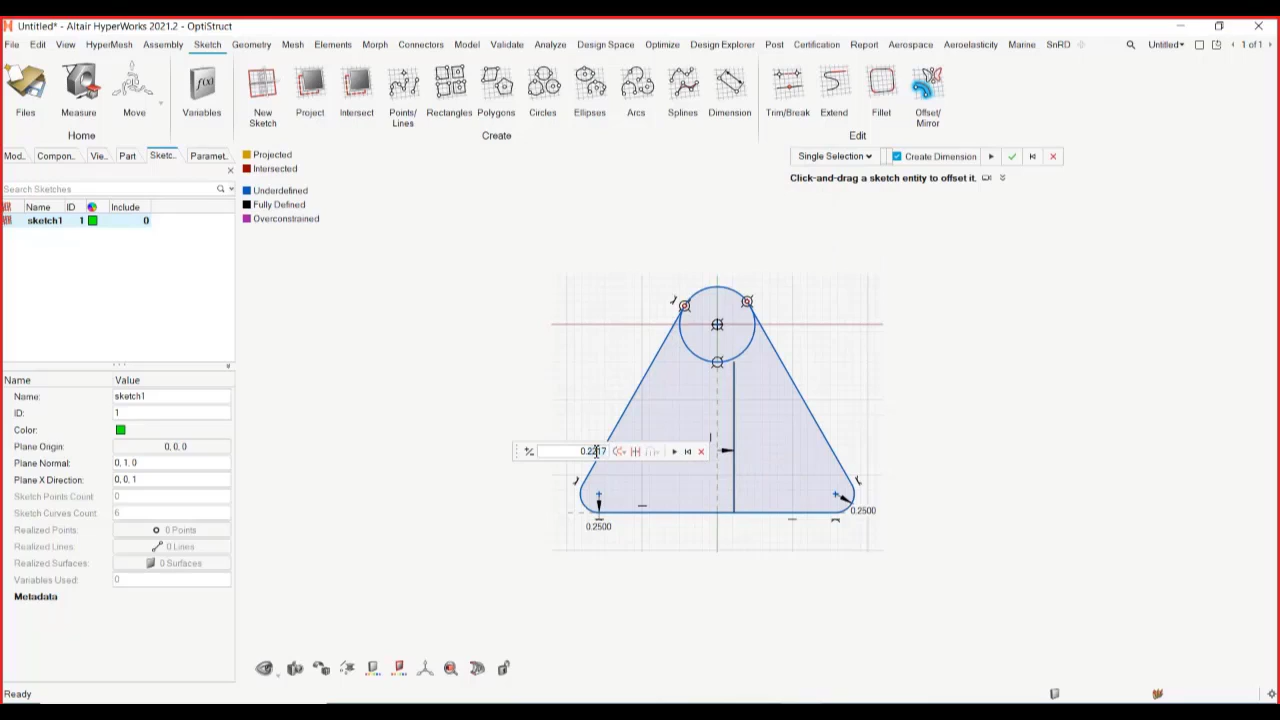 Untitled* - Altair HyperWorks 2021.2 - OptiStruct
File Edit View HyperMesh Assembly Sketch Geometry Mesh Elements Morph Connectors Model Validate Analyze Design Space Optimize Design Explorer Post Certification Report Aerospace Aeroelasticity Marine SnRD Untitled 1 of 1
Files Measure Move Variables New Sketch Project Intersect Points/ Lines Rectangles Polygons Circles Ellipses Arcs Splines Dimension Trim/Break Extend Fillet Offset/ Mirror
Home Create Edit
Mod... Compon... Vie... Part Sketc... Paramet...
Projected
Intersected
Underdefined
Fully Defined
Overconstrained
Single Selection Create Dimension
Click-and-drag a sketch entity to offset it.
Search Sketches
Name ID Include
sketch1 1 0
0.2500
0.2500
Name Value
Name: sketch1
ID: 1
Color:
Plane Origin: 0, 0, 0
Plane Normal: 0, 1, 0
Plane X Direction: 0, 0, 1
Sketch Points Count 0
Sketch Curves Count 6
Realized Points: 0 Points
Realized Lines: 0 Lines
Realized Surfaces: 0 Surfaces
Variables Used: 0
Metadata
Ready